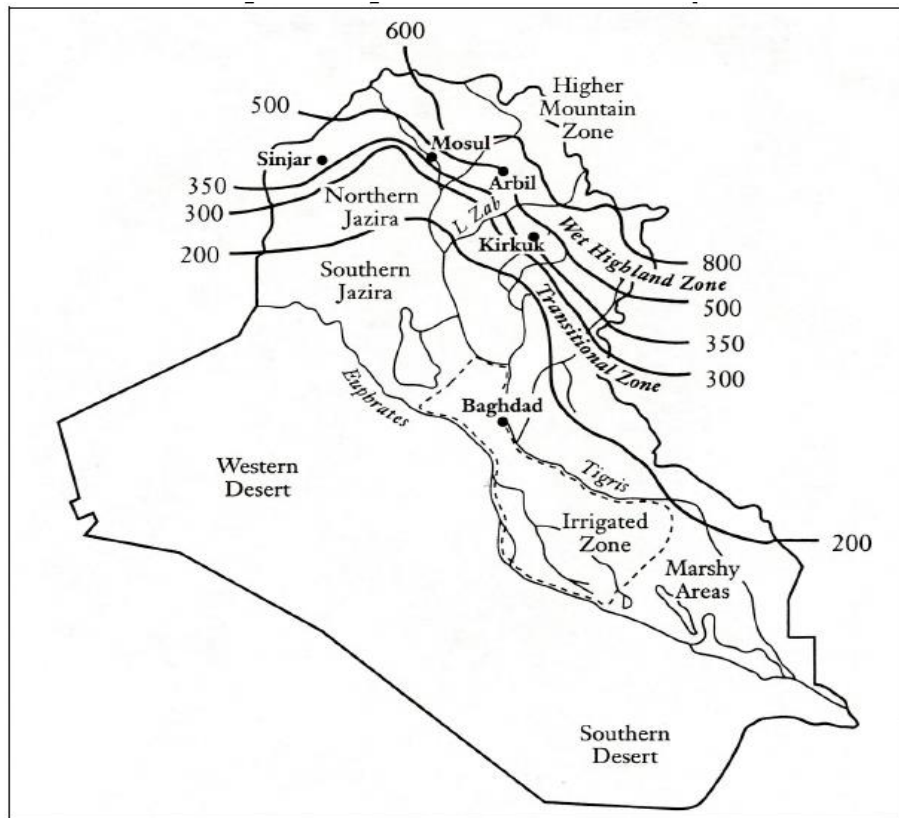 600
Higher
Mountain
Zone
500
Mosul
Sinjar
Arbil
350
Northern
Jazira
300
L Zab
Kirkuk
Wet Highland Zone
200
800
Southern
Jazira
500
Transitional Zone
350
300
Euphrates
Baghdad
Western
Desert
Tigris
Irrigated
Zone
200
Marshy
Areas
Southern
Desert